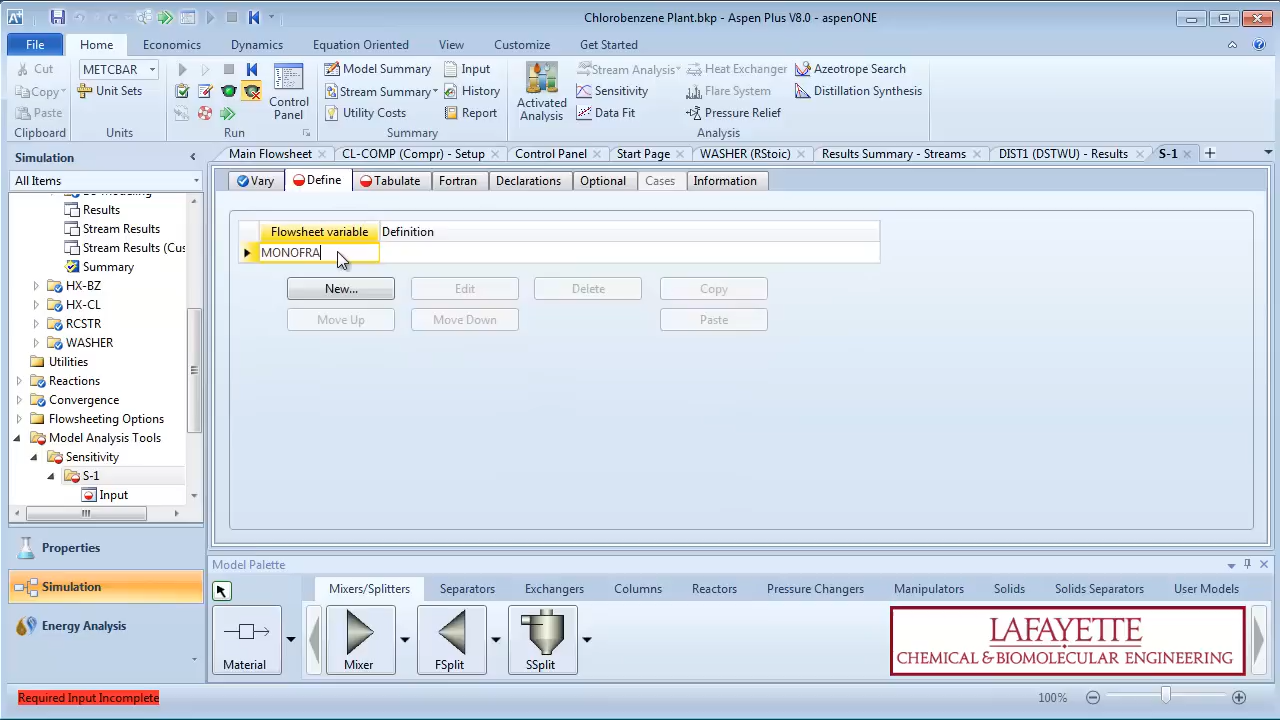 Chlorobenzene Plant.bkp - Aspen Plus V8.0 - aspenONE
File Home Economics Dynamics Equation Oriented View Customize Get Started
Cut METCBAR Model Summary Input Stream Analysis Heat Exchanger Azeotrope Search
Copy Unit Sets Control Panel Stream Summary History Activated Analysis Sensitivity Flare System Distillation Synthesis
Paste Utility Costs Report Data Fit Pressure Relief
Clipboard Units Run Summary Analysis
Simulation
Main Flowsheet CL-COMP (Compr) - Setup Control Panel Start Page WASHER (RStoic) Results Summary - Streams DIST1 (DSTWU) - Results S-1
All Items
Vary Define Tabulate Fortran Declarations Optional Cases Information
Results
Stream Results
Stream Results (Cus
Summary
HX-BZ
HX-CL
RCSTR
WASHER
Utilities
Reactions
Convergence
Flowsheeting Options
Model Analysis Tools
Sensitivity
S-1
Input
Flowsheet variable Definition
MONOFRA
New... Edit Delete Copy
Move Up Move Down Paste
Properties
Simulation
Energy Analysis
Model Palette
Mixers/Splitters Separators Exchangers Columns Reactors Pressure Changers Manipulators Solids Solids Separators User Models
Material Mixer FSplit SSplit
LAFAYETTE
CHEMICAL & BIOMOLECULAR ENGINEERING
Required Input Incomplete 100%